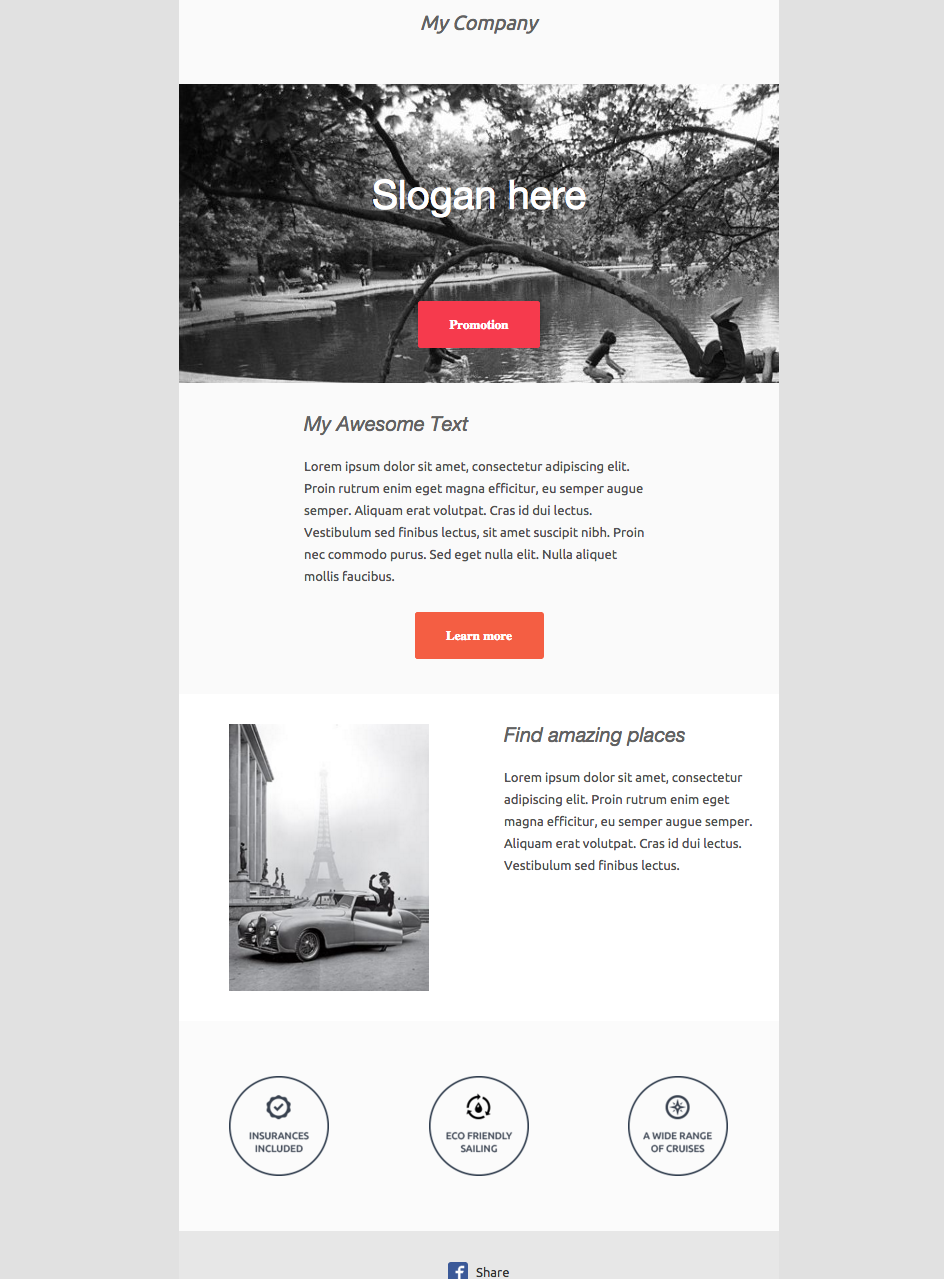 My Company
Slogan here
Promotion
My Awesome Text
Lorem ipsum dolor sit amet, consectetur adipiscing elit.
Proin rutrum enim eget magna efficitur, eu semper augue
semper. Aliquam erat volutpat. Cras id dui lectus.
Vestibulum sed finibus lectus, sit amet suscipit nibh. Proin
nec commodo purus. Sed eget nulla elit. Nulla aliquet
mollis faucibus.
Learn more
Find amazing places
Lorem ipsum dolor sit amet, consectetur
adipiscing elit. Proin rutrum enim eget
magna efficitur, eu semper augue semper.
Aliquam erat volutpat. Cras id dui lectus.
Vestibulum sed finibus lectus.
INSURANCES
INCLUDED
ECO FRIENDLY
SAILING
A WIDE RANGE
OF CRUISES
Share